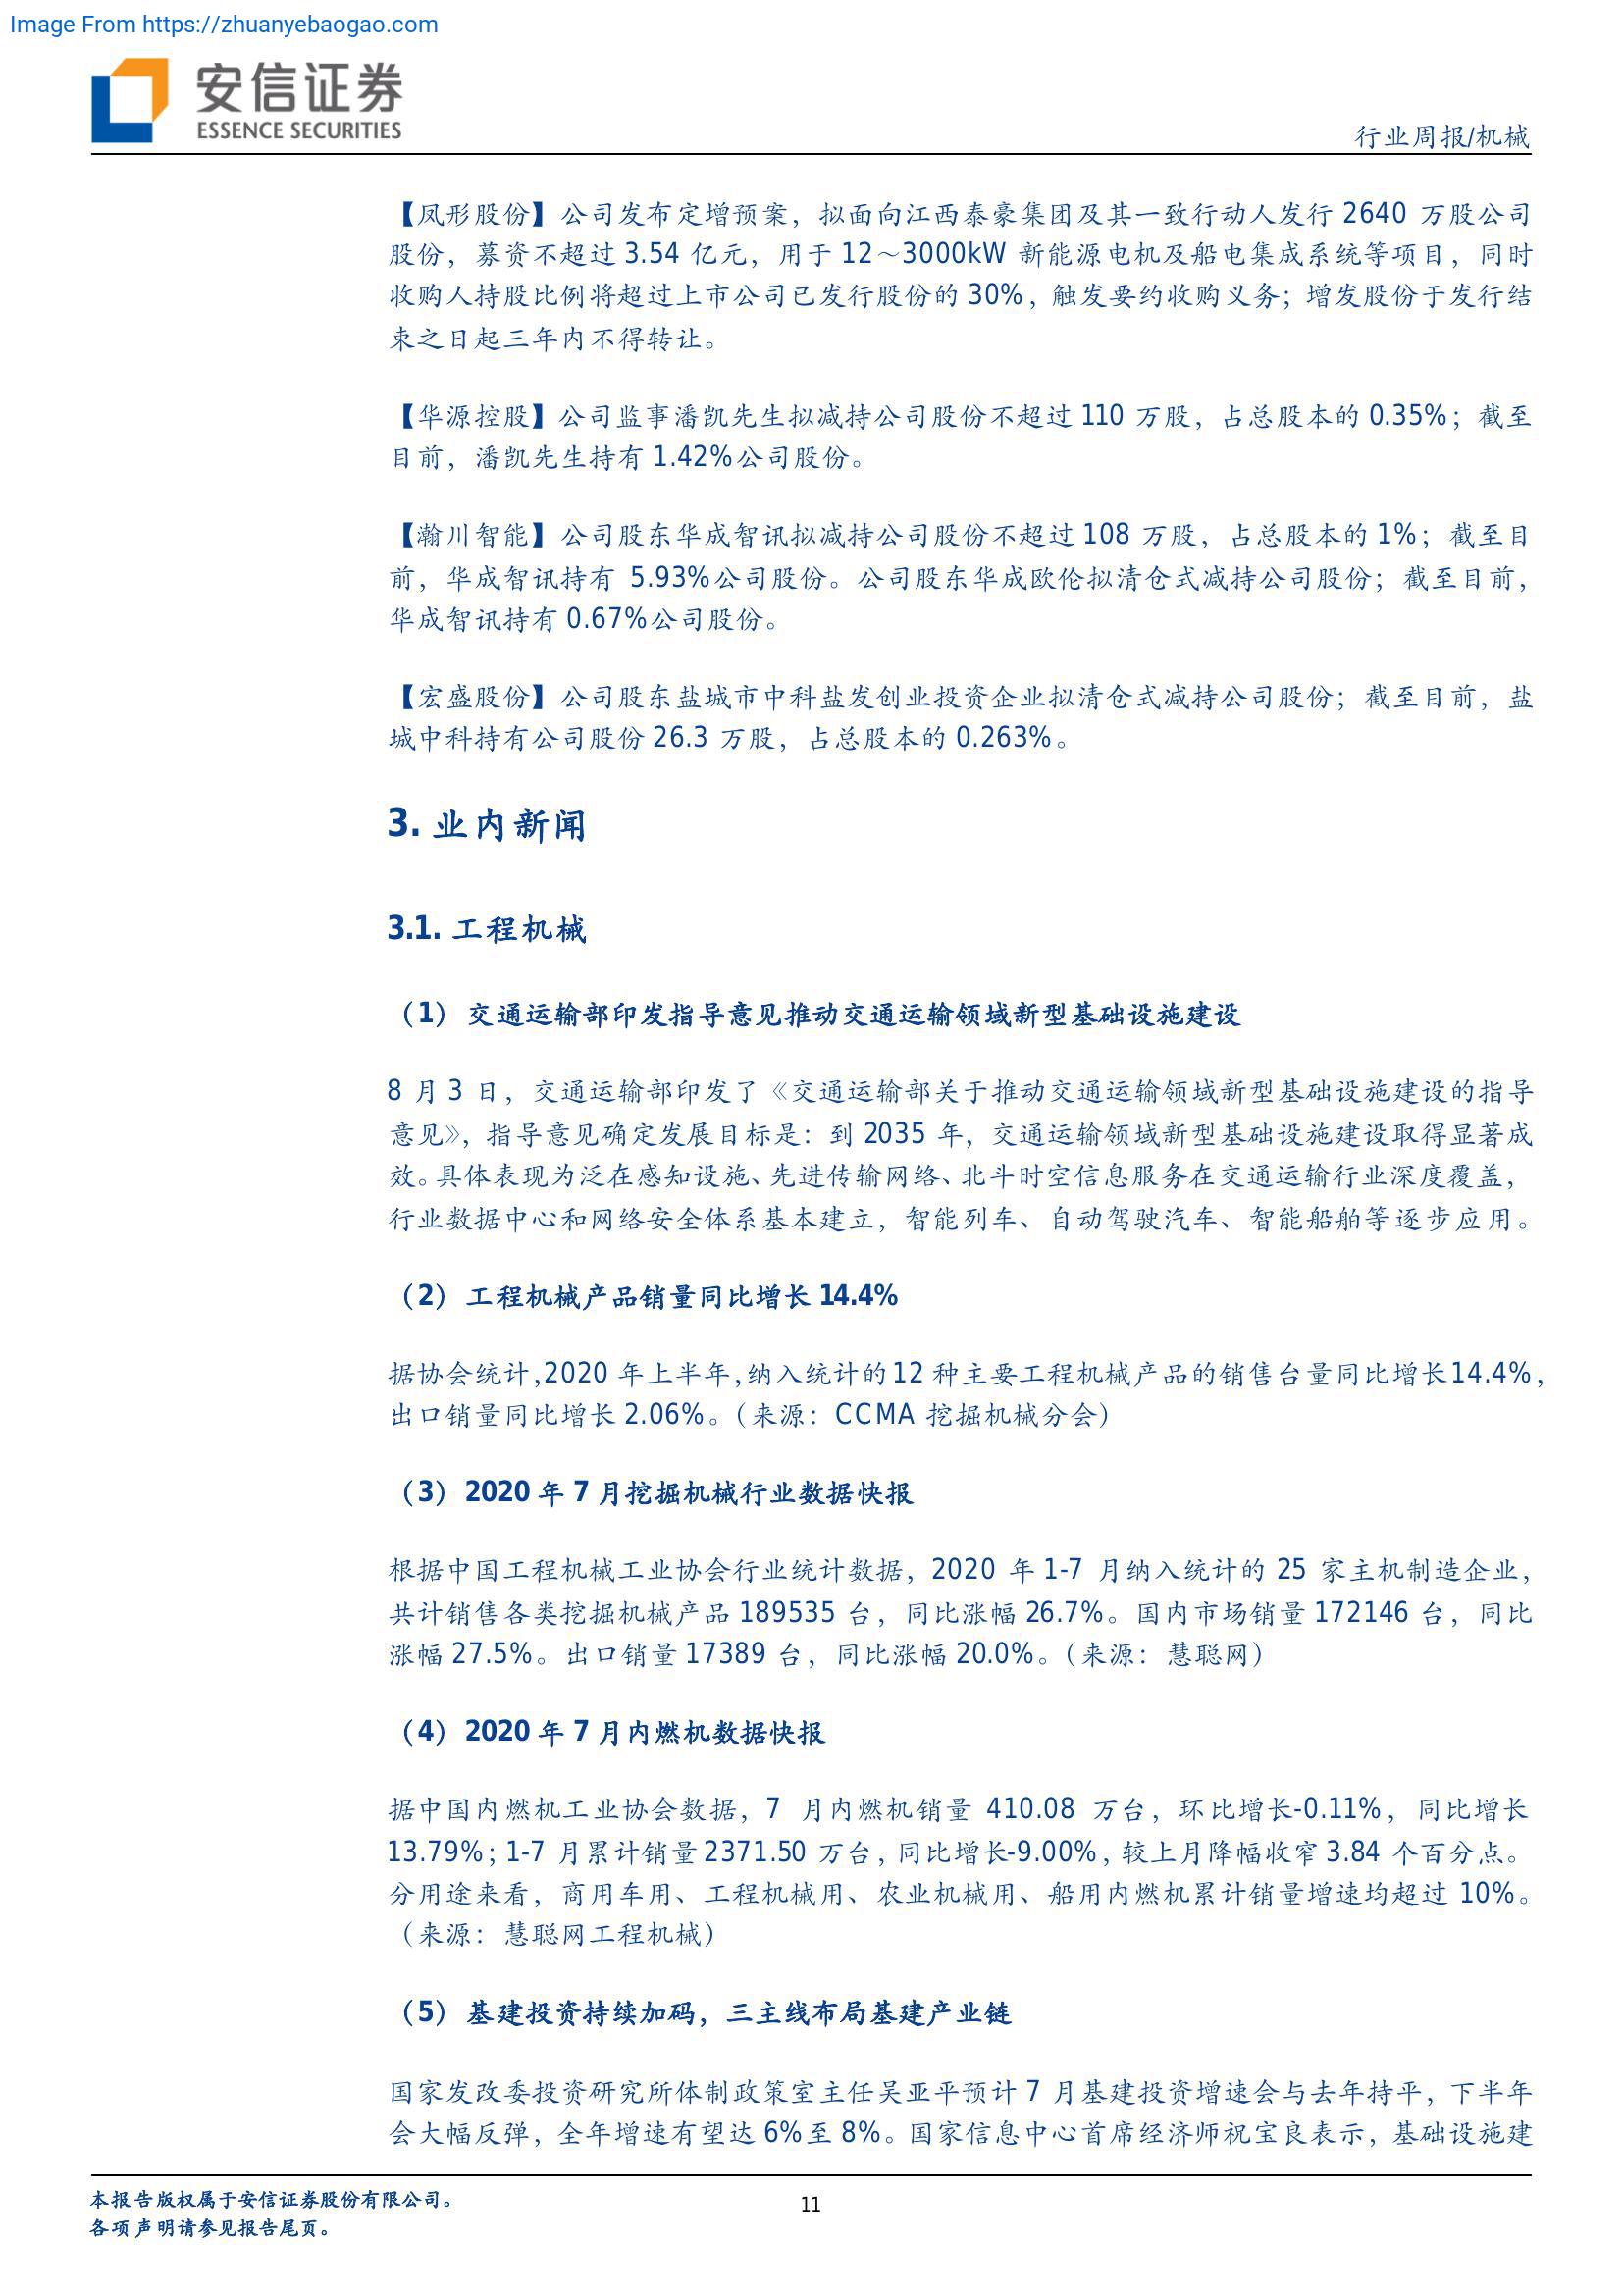 Image From https://zhuanyebaogao.com
安信证券
ESSENCE SECURITIES
行业周报/机械
【凤形股份】公司发布定增预案，拟面向江西泰豪集团及其一致行动人发行 2640 万股公司
股份，募资不超过 3.54 亿元，用于 12～3000kW 新能源电机及船电集成系统等项目，同时
收购人持股比例将超过上市公司已发行股份的 30%，触发要约收购义务；增发股份于发行结
束之日起三年内不得转让。
【华源控股】公司监事潘凯先生拟减持公司股份不超过 110 万股，占总股本的 0.35%；截至
目前，潘凯先生持有 1.42%公司股份。
【瀚川智能】公司股东华成智讯拟减持公司股份不超过 108 万股，占总股本的 1%；截至目
前，华成智讯持有 5.93%公司股份。公司股东华成欧伦拟清仓式减持公司股份；截至目前，
华成智讯持有 0.67%公司股份。
【宏盛股份】公司股东盐城市中科盐发创业投资企业拟清仓式减持公司股份；截至目前，盐
城中科持有公司股份 26.3 万股，占总股本的 0.263%。
3. 业内新闻
3.1. 工程机械
（1）交通运输部印发指导意见推动交通运输领域新型基础设施建设
8 月 3 日，交通运输部印发了《交通运输部关于推动交通运输领域新型基础设施建设的指导
意见》，指导意见确定发展目标是：到 2035 年，交通运输领域新型基础设施建设取得显著成
效。具体表现为泛在感知设施、先进传输网络、北斗时空信息服务在交通运输行业深度覆盖，
行业数据中心和网络安全体系基本建立，智能列车、自动驾驶汽车、智能船舶等逐步应用。
（2）工程机械产品销量同比增长 14.4%
据协会统计，2020 年上半年，纳入统计的 12 种主要工程机械产品的销售台量同比增长 14.4%，
出口销量同比增长 2.06%。（来源：CCMA 挖掘机械分会）
（3）2020 年 7 月挖掘机械行业数据快报
根据中国工程机械工业协会行业统计数据，2020 年 1-7 月纳入统计的 25 家主机制造企业，
共计销售各类挖掘机械产品 189535 台，同比涨幅 26.7%。国内市场销量 172146 台，同比
涨幅 27.5%。出口销量 17389 台，同比涨幅 20.0%。（来源：慧聪网）
（4）2020 年 7 月内燃机数据快报
据中国内燃机工业协会数据，7 月内燃机销量 410.08 万台，环比增长-0.11%，同比增长
13.79%；1-7 月累计销量 2371.50 万台，同比增长-9.00%，较上月降幅收窄 3.84 个百分点。
分用途来看，商用车用、工程机械用、农业机械用、船用内燃机累计销量增速均超过 10%。
（来源：慧聪网工程机械）
（5）基建投资持续加码，三主线布局基建产业链
国家发改委投资研究所体制政策室主任吴亚平预计 7 月基建投资增速会与去年持平，下半年
会大幅反弹，全年增速有望达 6%至 8%。国家信息中心首席经济师祝宝良表示，基础设施建
本报告版权属于安信证券股份有限公司。
各项声明请参见报告尾页。
11